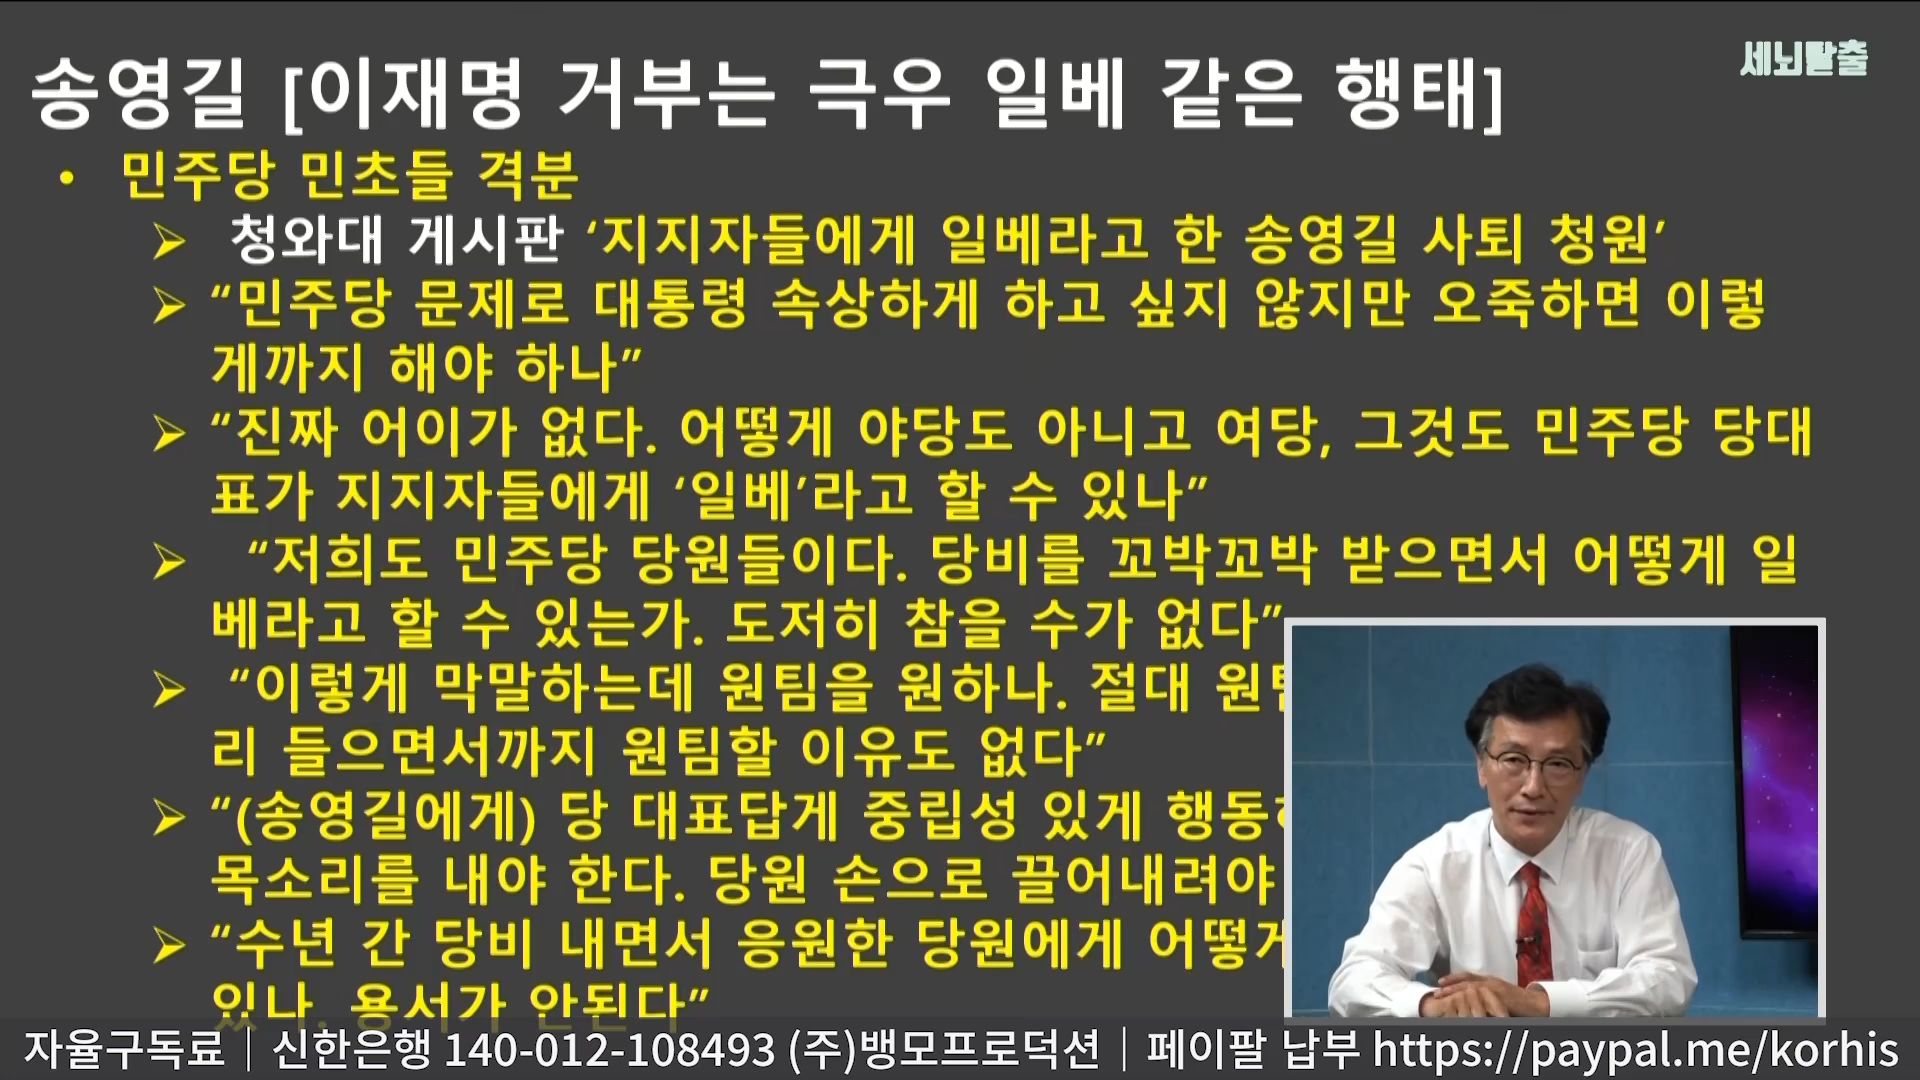 송영길 [이재명 거부는 극우 일베 같은 행태]
세뇌탈출
• 민주당 민초들 격분
➢ 청와대 게시판 ‘지지자들에게 일베라고 한 송영길 사퇴 청원’
➢ “민주당 문제로 대통령 속상하게 하고 싶지 않지만 오죽하면 이렇
게까지 해야 하나”
➢ “진짜 어이가 없다. 어떻게 야당도 아니고 여당, 그것도 민주당 당대
표가 지지자들에게 ‘일베’라고 할 수 있나”
➢ “저희도 민주당 당원들이다. 당비를 꼬박꼬박 받으면서 어떻게 일
베라고 할 수 있는가. 도저히 참을 수가 없다”
➢ “이렇게 막말하는데 원팀을 원하나. 절대
리 들으면서까지 원팀할 이유도 없다”
➢ “(송영길에게) 당 대표답게 중립성 있게
목소리를 내야 한다. 당원 손으로 끌어내려야
➢ “수년 간 당비 내면서 응원한 당원에게
있나. 용서가 안된다”
자율구독료｜신한은행 140-012-108493 (주)뱅모프로덕션｜페이팔 납부 https://paypal.me/korhis